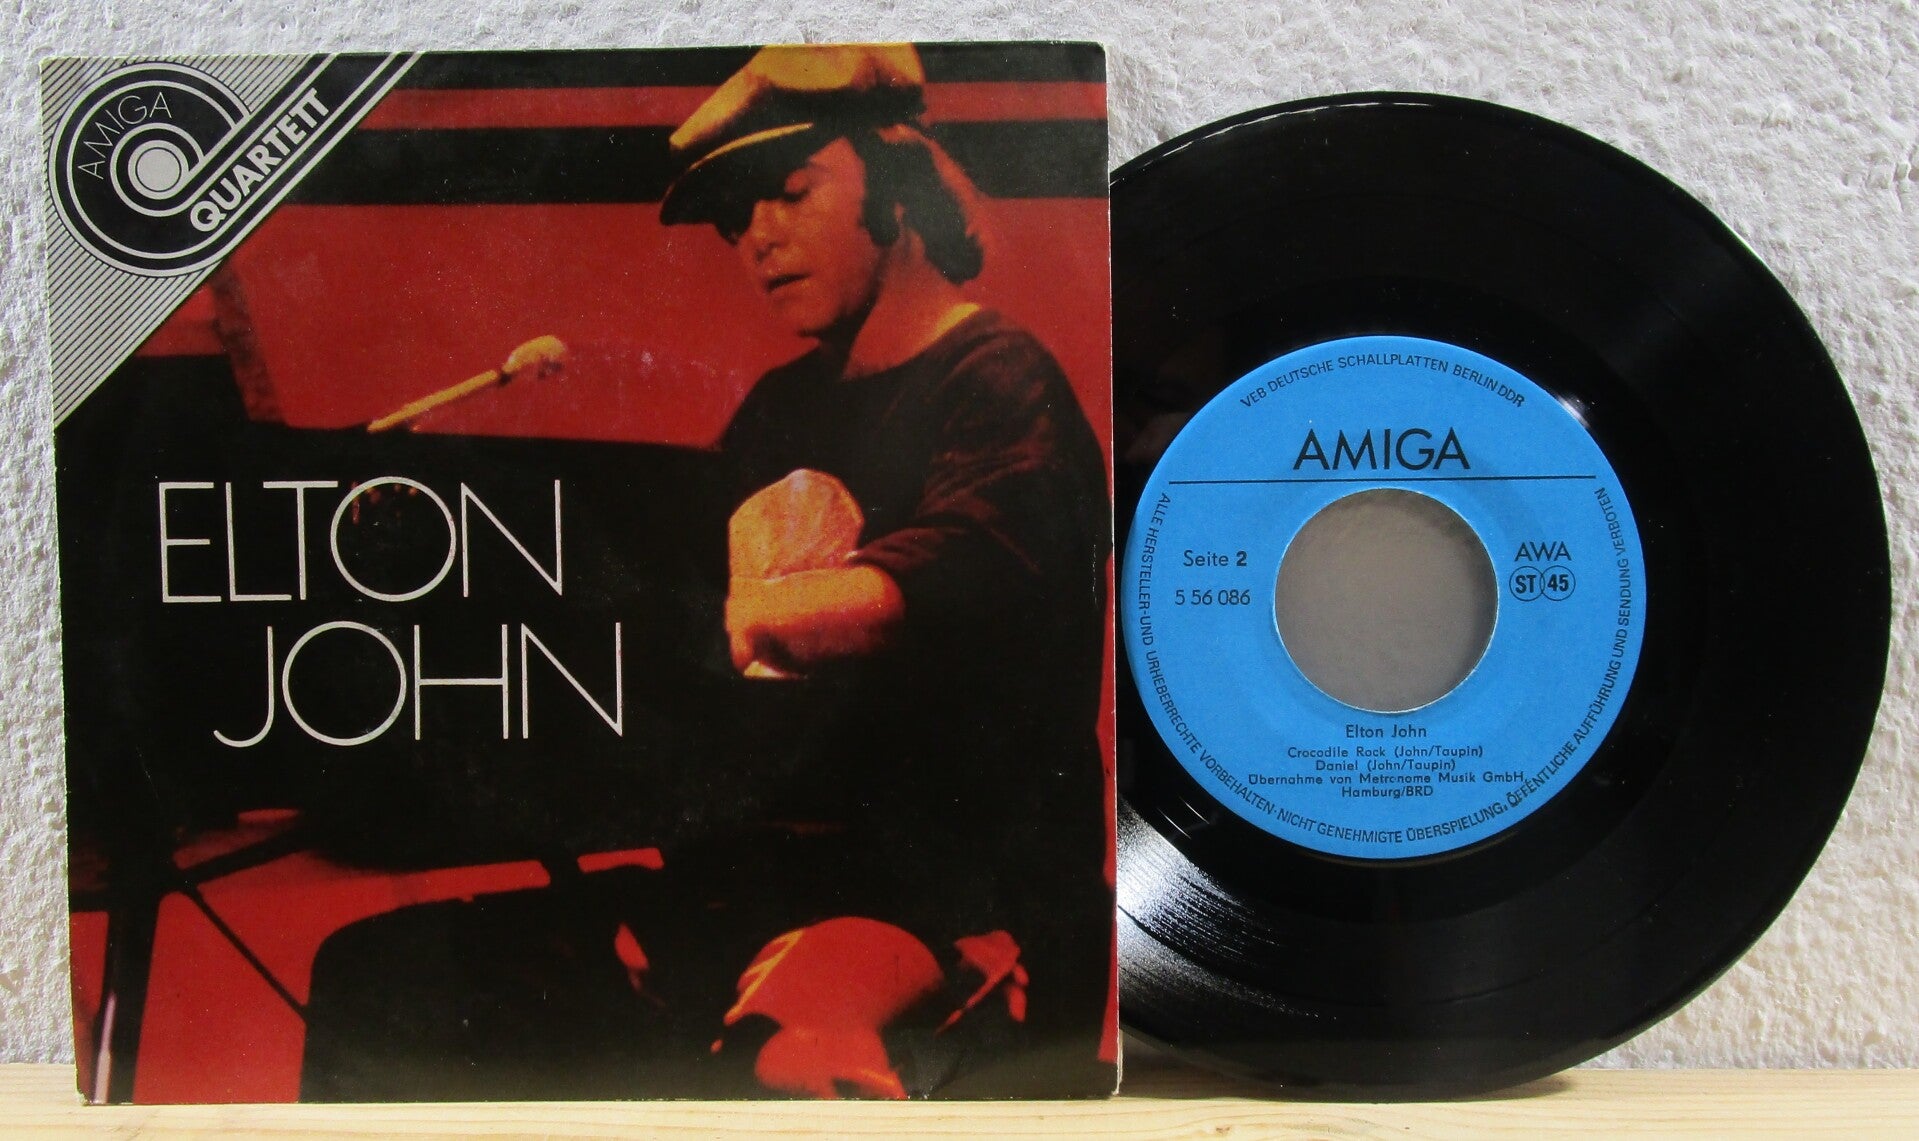 AMIGA
QUARTETT
ELTON
JOHN
VEB DEUTSCHE SCHALLPLATTEN BERLIN DDR
AMIGA
Seite 2
5 56 086
AWA
ST 45
Elton John
Crocodile Rock (John/Taupin)
Daniel (John/Taupin)
Übernahme von Metronome Musik GmbH,
Hamburg/BRD
ALLE HERSTELLER-UND URHEBERRECHTE VORBEHALTEN·NICHT GENEHMIGTE ÜBERSPIELUNG, ÖFFENTLICHE AUFFÜHRUNG UND SENDUNG VERBOTEN